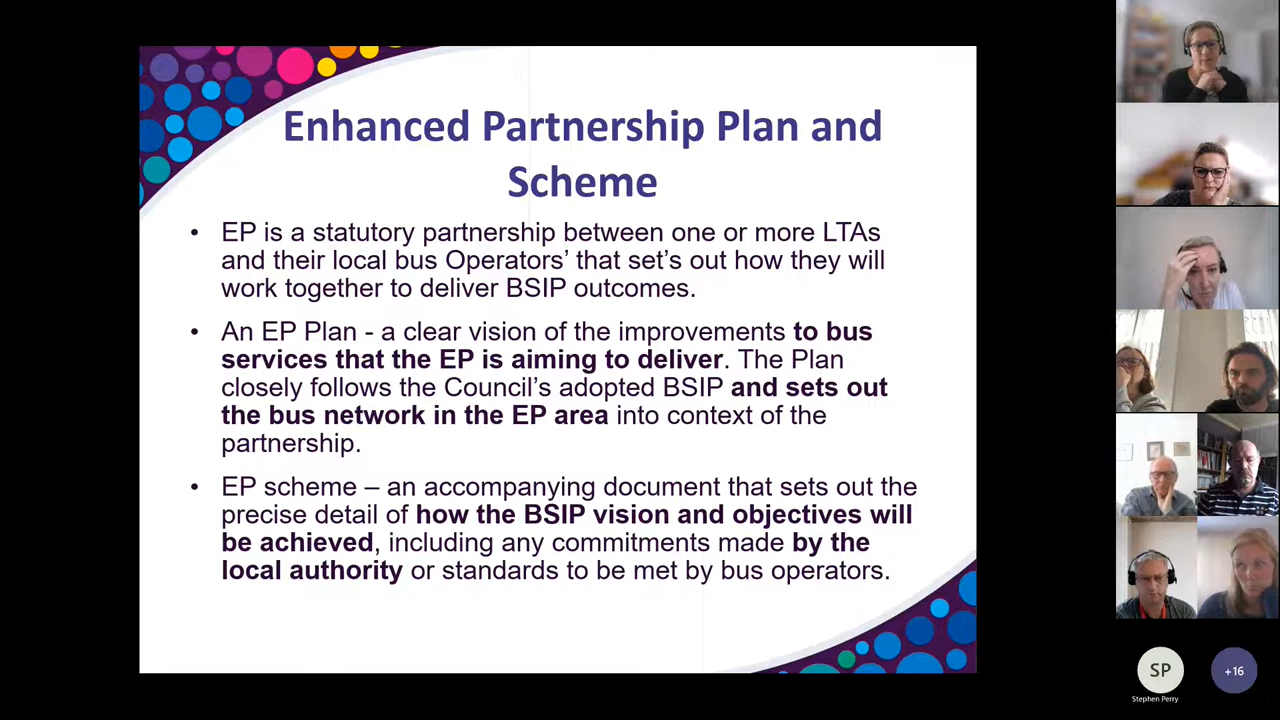 Enhanced Partnership Plan and
Scheme
• EP is a statutory partnership between one or more LTAs
and their local bus Operators’ that set’s out how they will
work together to deliver BSIP outcomes.
• An EP Plan - a clear vision of the improvements to bus
services that the EP is aiming to deliver. The Plan
closely follows the Council’s adopted BSIP and sets out
the bus network in the EP area into context of the
partnership.
• EP scheme – an accompanying document that sets out the
precise detail of how the BSIP vision and objectives will
be achieved, including any commitments made by the
local authority or standards to be met by bus operators.
SP
Stephen Perry
+16